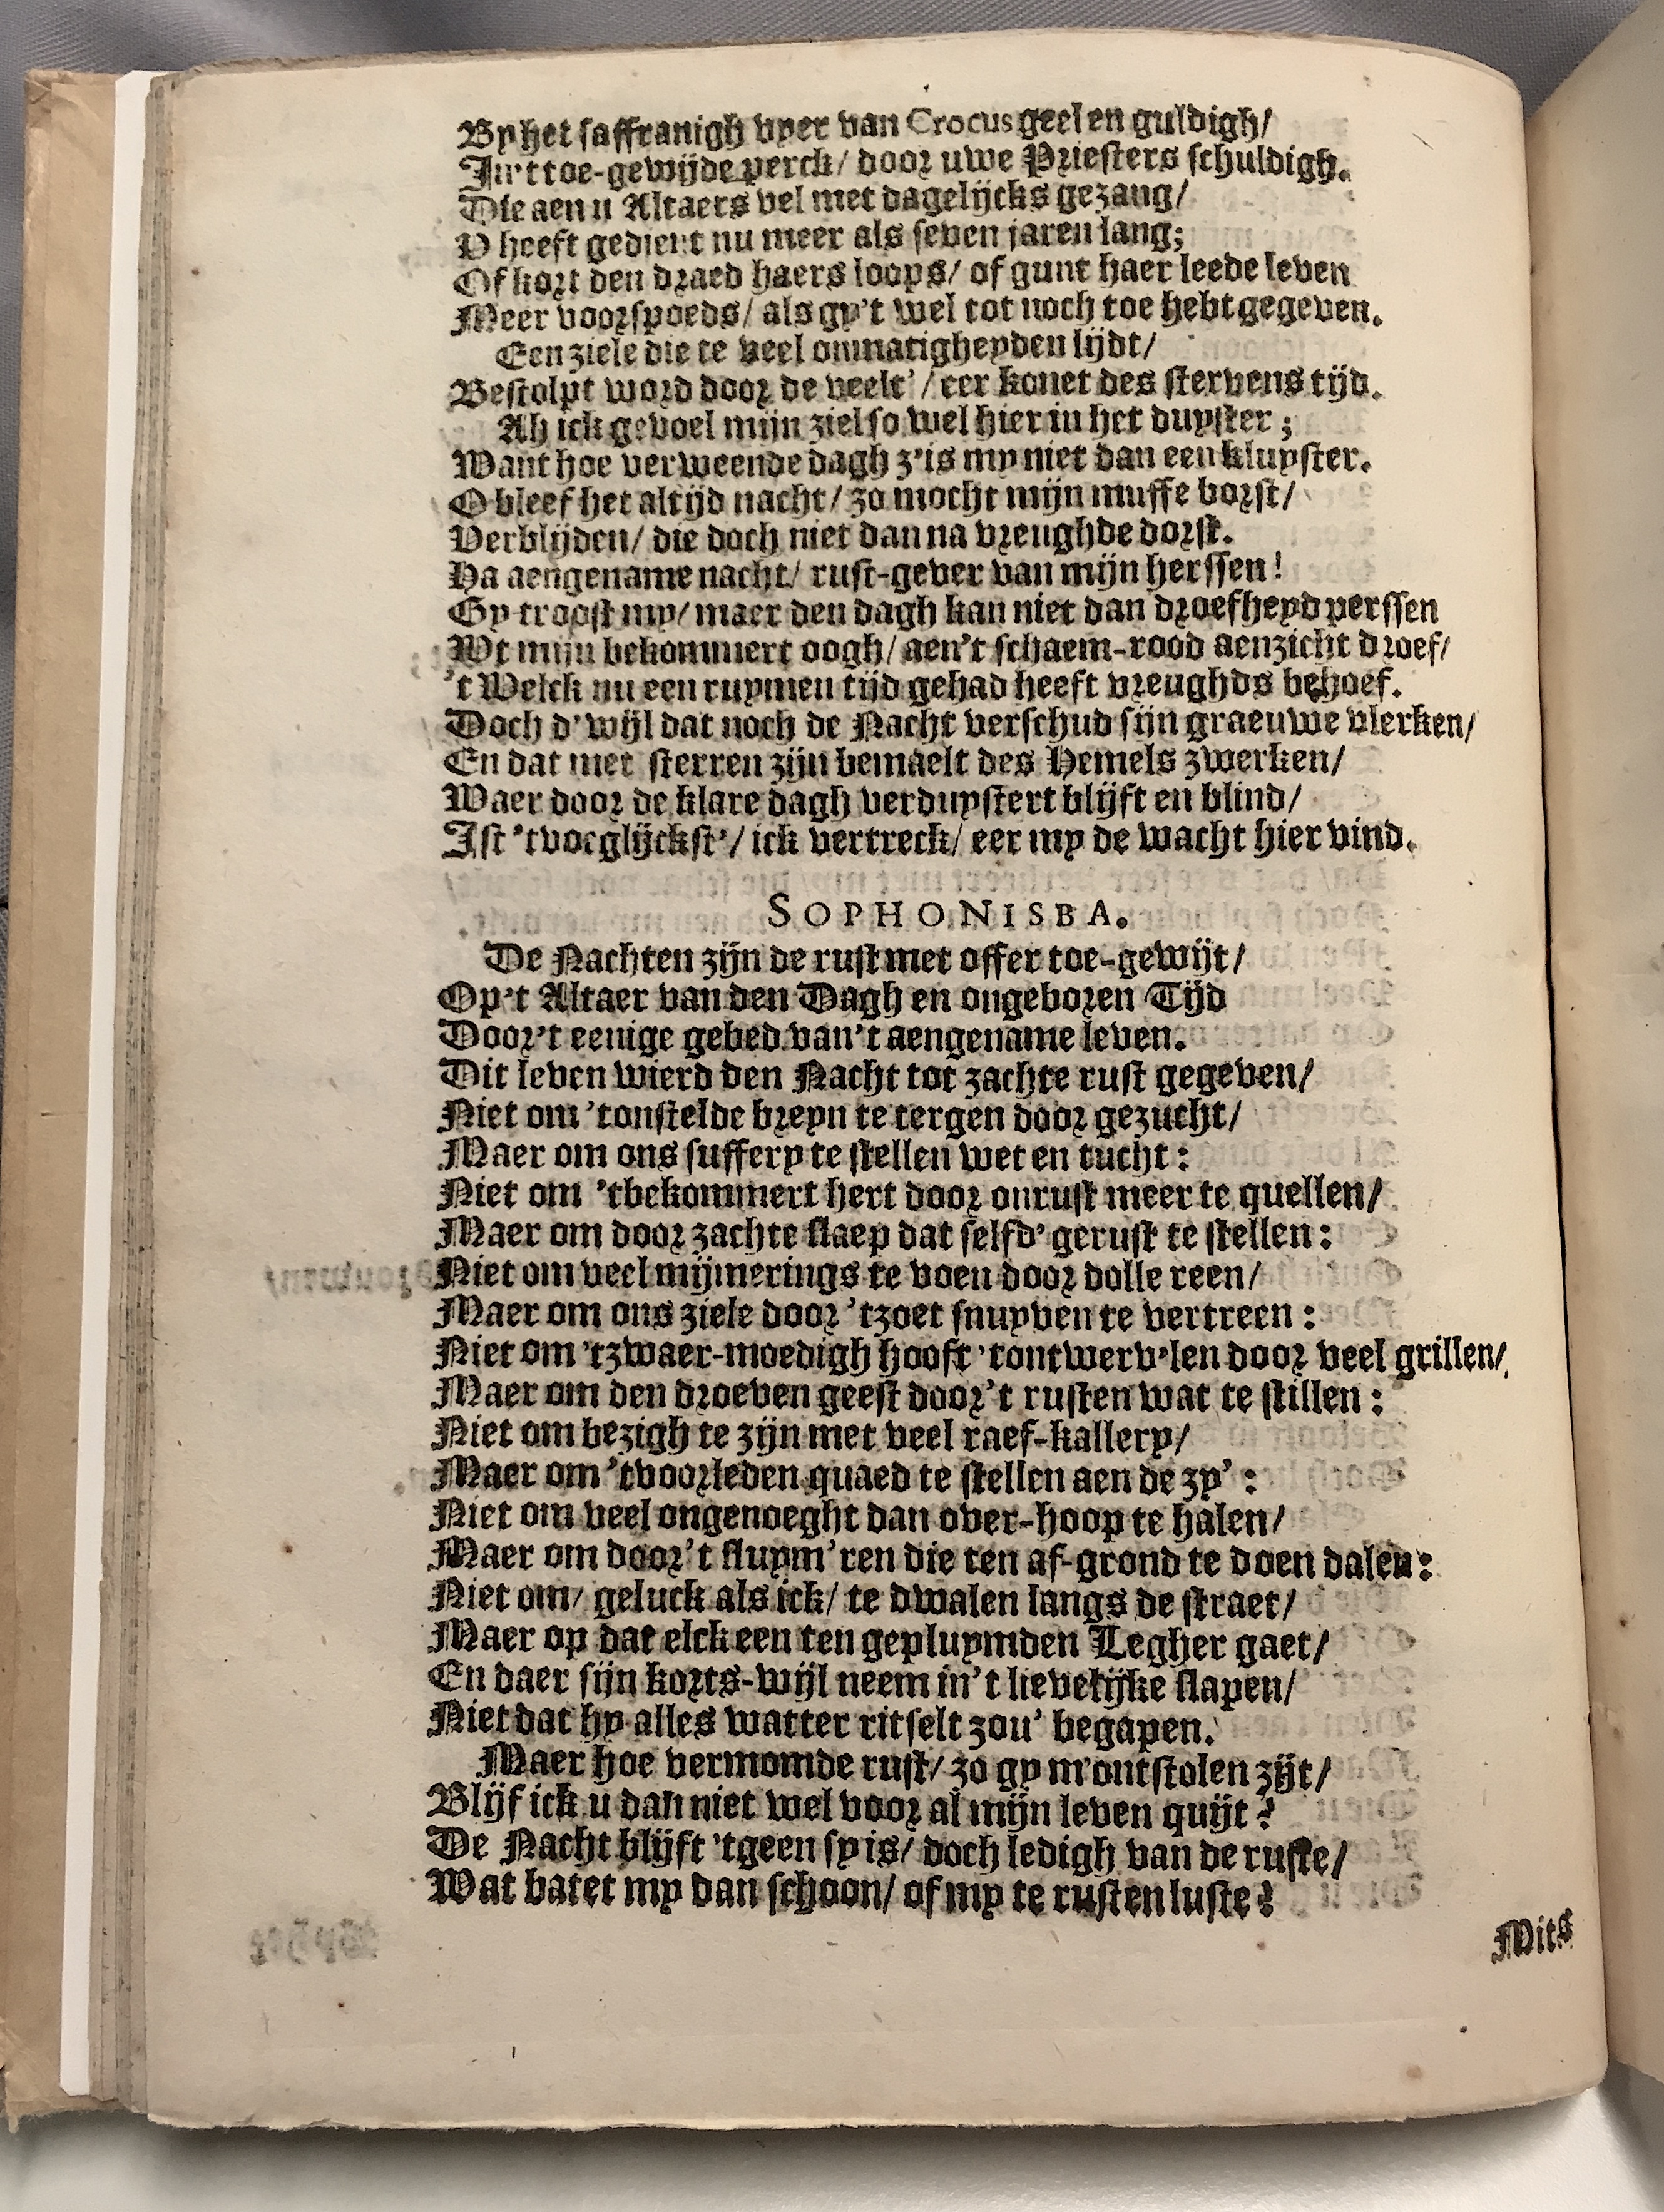 By het saffranigh vyer van Crocus geel en guldigh/
In't toe-gewijde perck/ door uwe Priesters schuldigh.
Die aen u Altaers vel met dagelijcks gezang/
V heeft gedient nu meer als seven jaren lang;
Of kort den draed haers loops/ of gunt haer leede leven
Meer voorspoeds/ als gy't wel tot noch toe hebt gegeven.
Een ziele die te veel onmatigheyden lijdt/
Bestolpt word door de veelt'/ eer komet des stervens tijd.
Ah ick gevoel mijn ziel so wel hier in het duyster;
Want hoe verweende dagh z'is my niet dan een kluyster.
O bleef het altijd nacht/ zo mocht mijn muffe borst/
Verblijden/ die doch niet dan na vreughde dorst.
Ha aengename nacht/ rust-gever van mijn herssen!
Gy troost my/ maer den dagh kan niet dan droefheyd perssen
Wt mijn bekommert oogh/ aen't schaem-rood aenzicht droef/
't Welck nu een ruymen tijd gehad heeft vreughds behoef.
Doch d'wijl dat noch de Nacht verschud sijn graeuwe vlerken/
En dat met sterren zijn bemaelt des Hemels zwerken/
Waer door de klare dagh verduystert blijft en blind/
Ist 'tvoeglijckst'/ ick vertreck/ eer my de wacht hier vind.
SOPHONISBA.
De Nachten zijn de rust met offer toe-gewijt/
Op't Altaer van den Dagh en ongeboren Tijd
Door't eenige gebed van't aengename leven.
Dit leven wierd den Nacht tot zachte rust gegeven/
Niet om 'tonstelde breyn te tergen door gezucht/
Maer om ons suffery te stellen wet en tucht:
Niet om 'tbekommert hert door onrust meer te quellen/
Maer om door zachte slaep dat selfd' gerust te stellen:
Niet om veel mijmerings te voen door dolle reen/
Maer om ons ziele door 'tzoet snuyven te vertreen:
Niet om 'tzwaer-moedigh hooft 'tontwerv'len door veel grillen/
Maer om den droeven geest door't rusten wat te stillen:
Niet om bezigh te zijn met veel raef-kallery/
Maer om 'tvoorleden quaed te stellen aen de zy':
Niet om veel ongenoeght dan over-hoop te halen/
Maer om door't sluym'ren die ten af-grond te doen dalen:
Niet om/ geluck als ick/ te dwalen langs de straet/
Maer op dat elck een ten gepluymden Legher gaet/
En daer sijn korts-wijl neem in't lievelijke slapen/
Niet dat hy alles watter ritselt zou' begapen.
Maer hoe vermomde rust/ zo gy m'ontstolen zijt/
Blijf ick u dan niet wel voor al mijn leven quijt?
De Nacht blijft 'tgeen sy is/ doch ledigh van de ruste/
Wat batet my dan schoon/ of my te rusten luste?
Mits